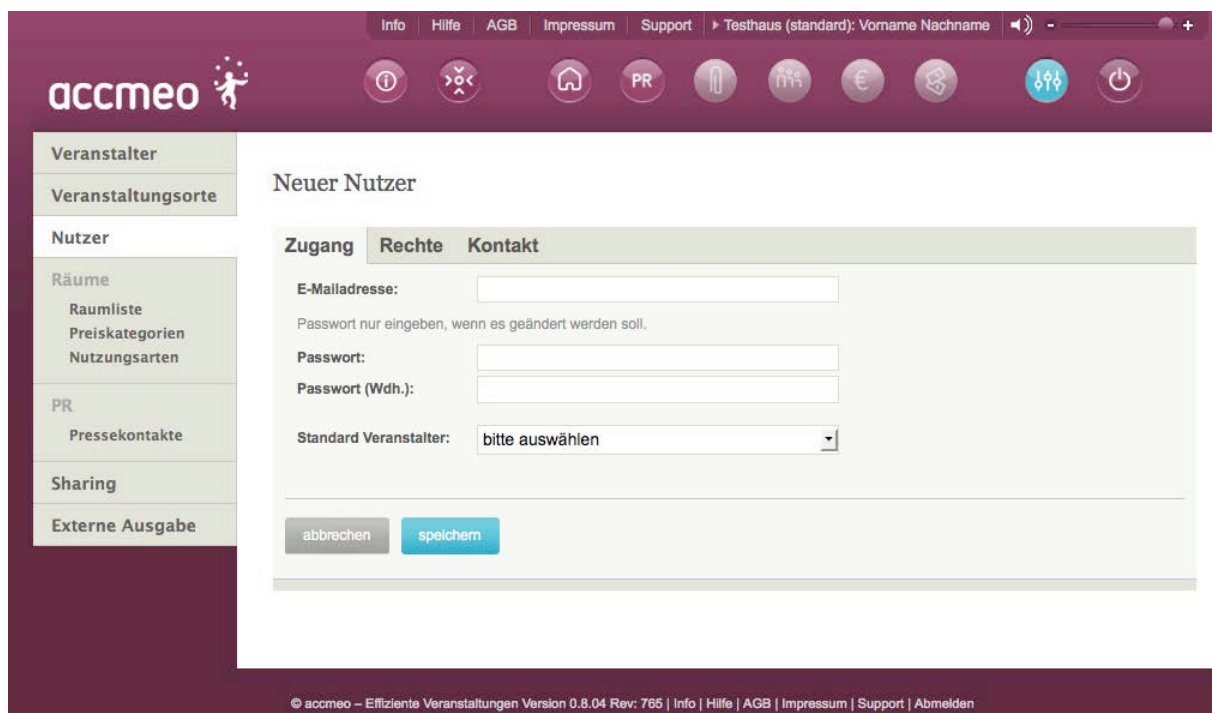 Info Hilfe AGB Impressum Support Testhaus (standard): Vorname Nachname - +
accmeo
PR €
Veranstalter
Veranstaltungsorte
Nutzer
Räume
Raumliste
Preiskategorien
Nutzungsarten
PR
Pressekontakte
Sharing
Externe Ausgabe
Neuer Nutzer
Zugang Rechte Kontakt
E-Mailadresse:
Passwort nur eingeben, wenn es geändert werden soll.
Passwort:
Passwort (Wdh.):
Standard Veranstalter: bitte auswählen
abbrechen speichern
© accmeo – Effiziente Veranstaltungen Version 0.8.04 Rev: 765 | Info | Hilfe | AGB | Impressum | Support | Abmelden